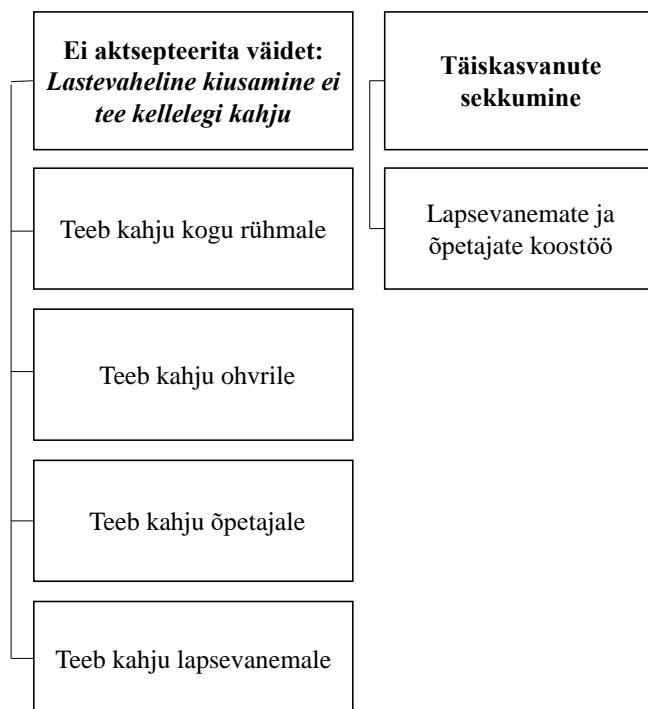 Ei aktsepteerita väidet:
Lastevaheline kiusamine ei
tee kellelegi kahju
Teeb kahju kogu rühmale
Teeb kahju ohvrile
Teeb kahju õpetajale
Teeb kahju lapsevanemale
Täiskasvanute
sekkumine
Lapsevanemate ja
õpetajate koostöö